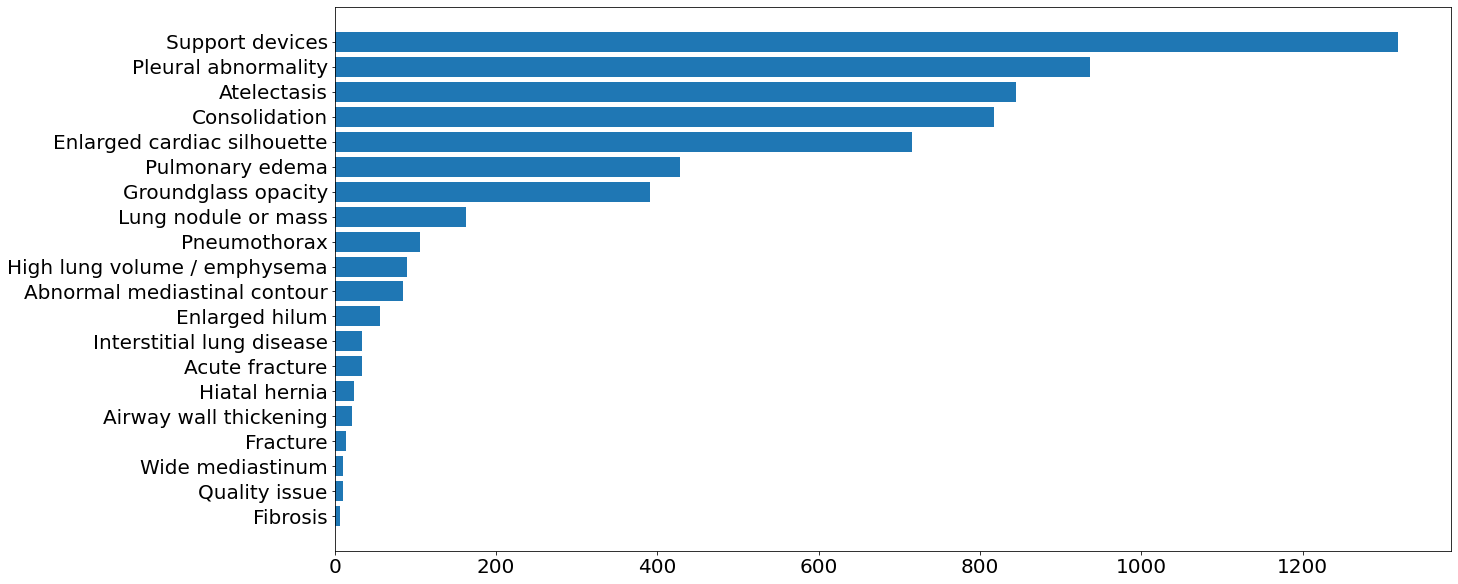 Support devices
Pleural abnormality
Atelectasis
Consolidation
Enlarged cardiac silhouette
Pulmonary edema
Groundglass opacity
Lung nodule or mass
Pneumothorax
High lung volume / emphysema
Abnormal mediastinal contour
Enlarged hilum
Interstitial lung disease
Acute fracture
Hiatal hernia
Airway wall thickening
Fracture
Wide mediastinum
Quality issue
Fibrosis
0 200 400 600 800 1000 1200